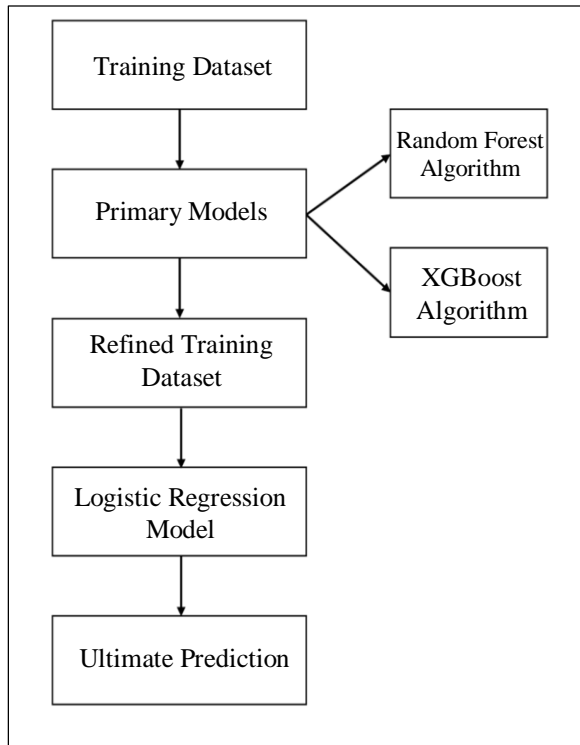 Training Dataset
Random Forest
Algorithm
Primary Models
XGBoost
Algorithm
Refined Training
Dataset
Logistic Regression
Model
Ultimate Prediction